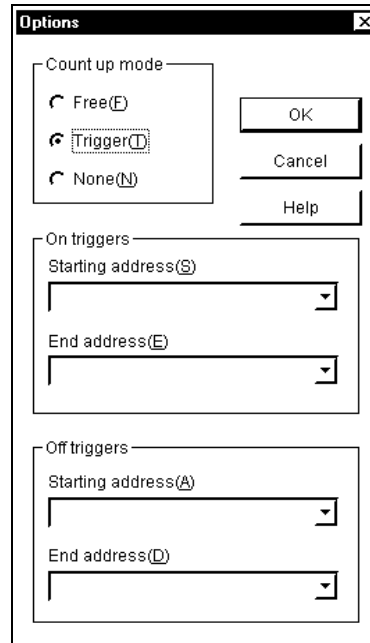 Options
Count up mode
Free(F)
Trigger(T)
None(N)
OK
Cancel
Help
On triggers
Starting address(S)
End address(E)
Off triggers
Starting address(A)
End address(D)